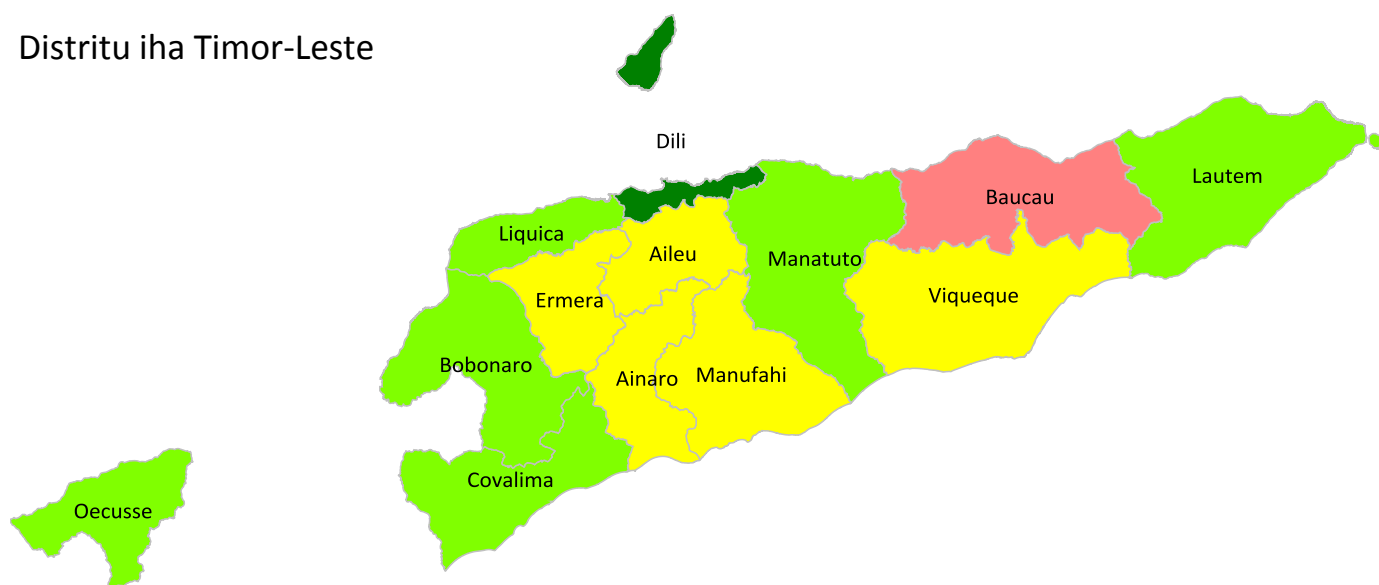 Distritu iha Timor-Leste
Dili
Lautem
Baucau
Liquica
Aileu
Manatuto
Ermera
Viqueque
Bobonaro
Ainaro
Manufahi
Covalima
Oecusse